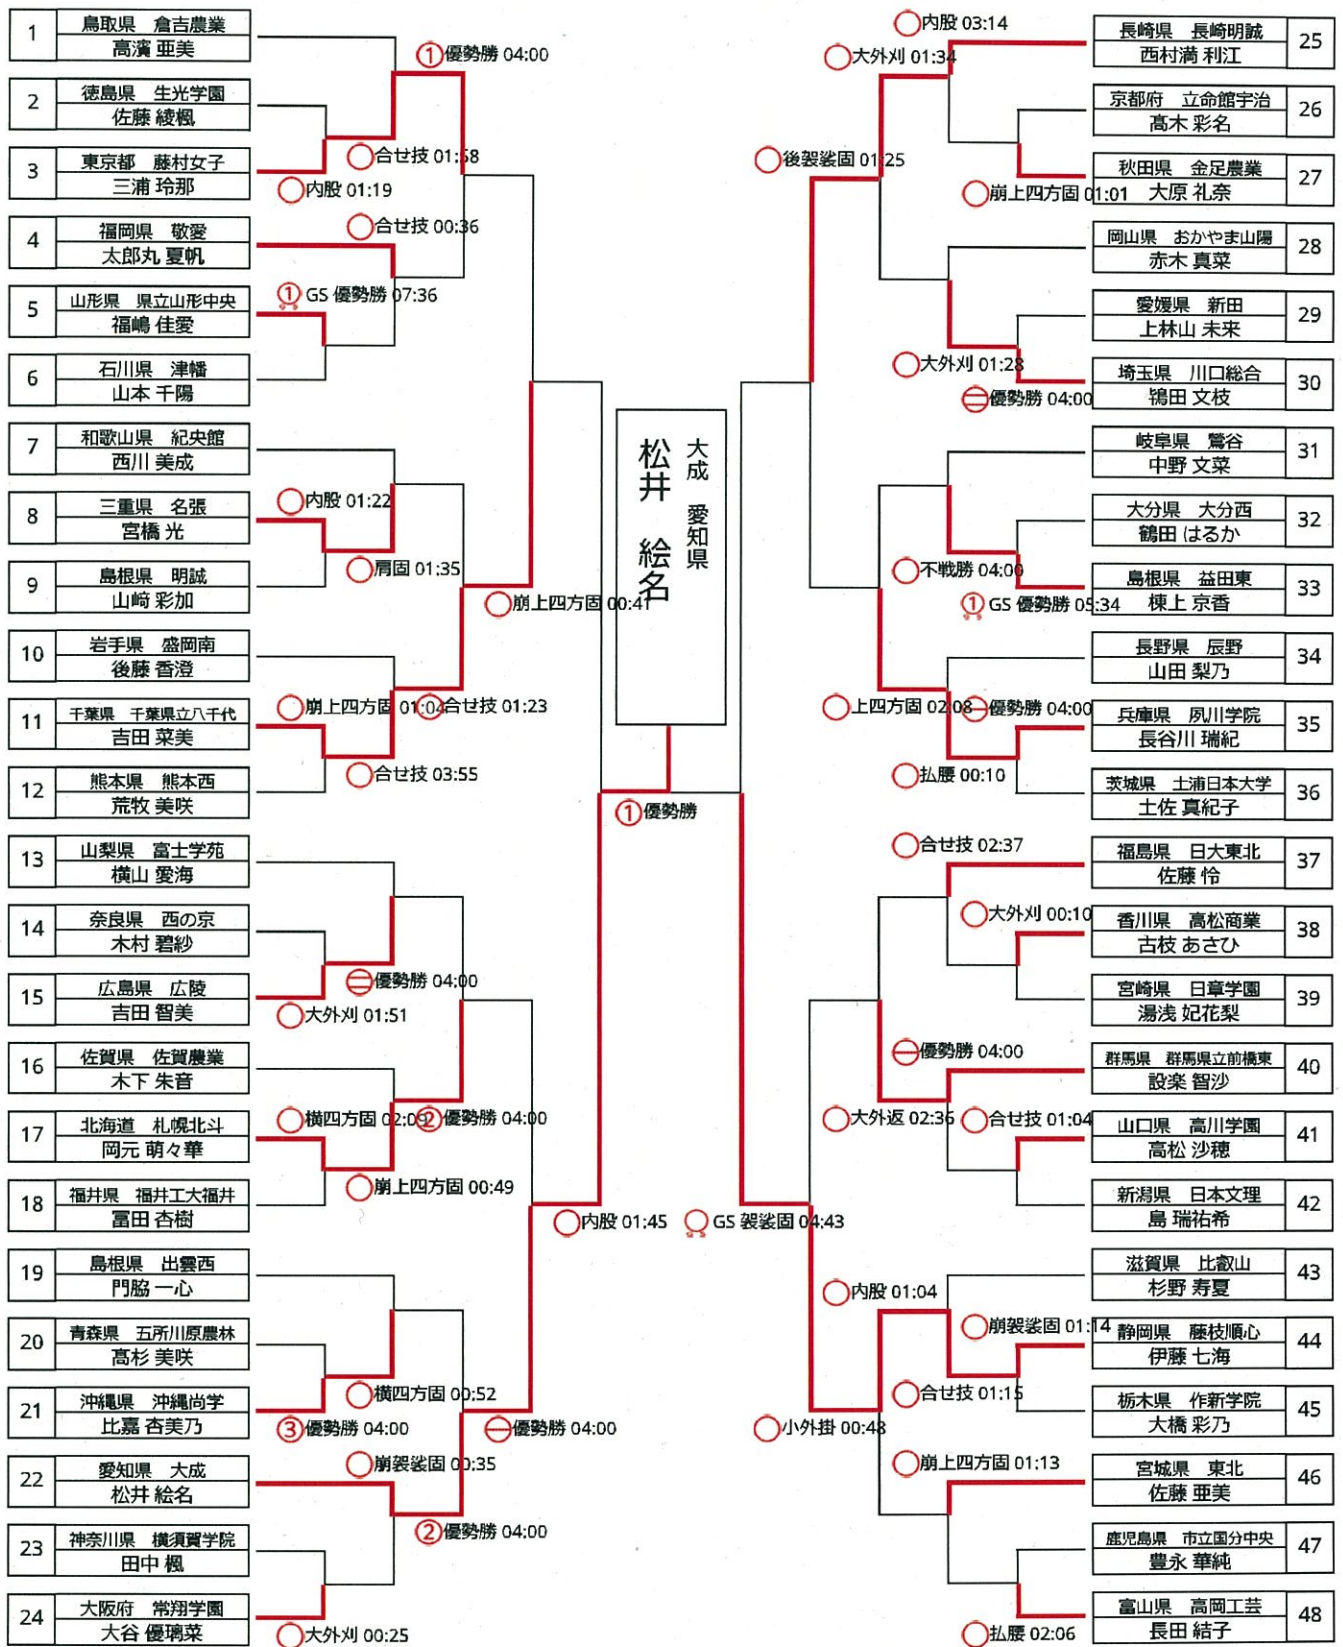 1
鳥取県 倉吉農業
高濱 亜美
2
徳島県 生光学園
佐藤 綾楓
3
東京都 藤村女子
三浦 玲那
4
福岡県 敬愛
太郎丸 夏帆
5
山形県 県立山形中央
福嶋 佳愛
6
石川県 津幡
山本 千陽
7
和歌山県 紀央館
西川 美成
8
三重県 名張
宮橋 光
9
島根県 明誠
山﨑 彩加
10
岩手県 盛岡南
後藤 香澄
11
千葉県 千葉県立八千代
吉田 菜美
12
熊本県 熊本西
荒牧 美咲
13
山梨県 富士学苑
横山 愛海
14
奈良県 西の京
木村 碧紗
15
広島県 広陵
吉田 智美
16
佐賀県 佐賀農業
木下 朱音
17
北海道 札幌北斗
岡元 萌々華
18
福井県 福井工大福井
冨田 杏樹
19
島根県 出雲西
門脇 一心
20
青森県 五所川原農林
髙杉 美咲
21
沖縄県 沖縄尚学
比嘉 杏美乃
22
愛知県 大成
松井 絵名
23
神奈川県 横須賀学院
田中 楓
24
大阪府 常翔学園
大谷 優璃菜
① 優勢勝 04:00
合せ技 01:58
内股 01:19
合せ技 00:36
① GS 優勢勝 07:36
内股 01:22
肩固 01:35
崩上四方固 00:41
崩上四方固 01:04
合せ技 01:23
合せ技 03:55
① 優勢勝
優勢勝 04:00
大外刈 01:51
横四方固 02:09
② 優勢勝 04:00
崩上四方固 00:49
内股 01:45
横四方固 00:52
③ 優勢勝 04:00
優勢勝 04:00
崩袈裟固 00:35
② 優勢勝 04:00
大外刈 00:25
大成 愛知県
松井 絵名
内股 03:14
大外刈 01:34
後袈裟固 01:25
崩上四方固 01:01
大外刈 01:28
優勢勝 04:00
不戦勝 04:00
① GS 優勢勝 05:34
上四方固 02:08
優勢勝 04:00
払腰 00:10
合せ技 02:37
大外刈 00:10
優勢勝 04:00
大外返 02:36
合せ技 01:04
GS 袈裟固 04:43
内股 01:04
崩袈裟固 01:14
合せ技 01:15
小外掛 00:48
崩上四方固 01:13
払腰 02:06
長崎県 長崎明誠
西村満 利江
25
京都府 立命館宇治
髙木 彩名
26
秋田県 金足農業
大原 礼奈
27
岡山県 おかやま山陽
赤木 真菜
28
愛媛県 新田
上林山 未来
29
埼玉県 川口総合
鴇田 文枝
30
岐阜県 鶯谷
中野 文菜
31
大分県 大分西
鶴田 はるか
32
島根県 益田東
棟上 京香
33
長野県 辰野
山田 梨乃
34
兵庫県 夙川学院
長谷川 瑞紀
35
茨城県 土浦日本大学
土佐 真紀子
36
福島県 日大東北
佐藤 怜
37
香川県 高松商業
古枝 あさひ
38
宮崎県 日章学園
湯浅 妃花梨
39
群馬県 群馬県立前橋東
設楽 智沙
40
山口県 高川学園
高松 沙穂
41
新潟県 日本文理
島 瑞祐希
42
滋賀県 比叡山
杉野 寿夏
43
静岡県 藤枝順心
伊藤 七海
44
栃木県 作新学院
大橋 彩乃
45
宮城県 東北
佐藤 亜美
46
鹿児島県 市立国分中央
豊永 華純
47
富山県 高岡工芸
長田 結子
48